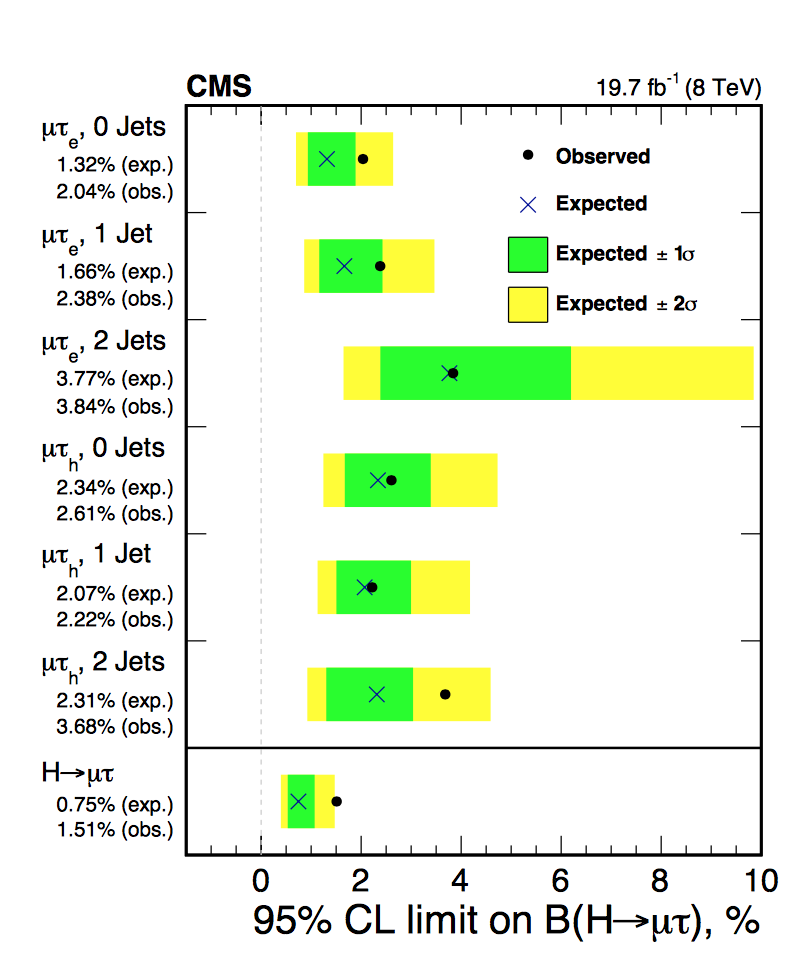 CMS 19.7 fb⁻¹ (8 TeV)
μτₑ, 0 Jets
1.32% (exp.)
2.04% (obs.)
μτₑ, 1 Jet
1.66% (exp.)
2.38% (obs.)
μτₑ, 2 Jets
3.77% (exp.)
3.84% (obs.)
μτₕ, 0 Jets
2.34% (exp.)
2.61% (obs.)
μτₕ, 1 Jet
2.07% (exp.)
2.22% (obs.)
μτₕ, 2 Jets
2.31% (exp.)
3.68% (obs.)
H→μτ
0.75% (exp.)
1.51% (obs.)
Observed
Expected
Expected ± 1σ
Expected ± 2σ
0 2 4 6 8 10
95% CL limit on B(H→μτ), %